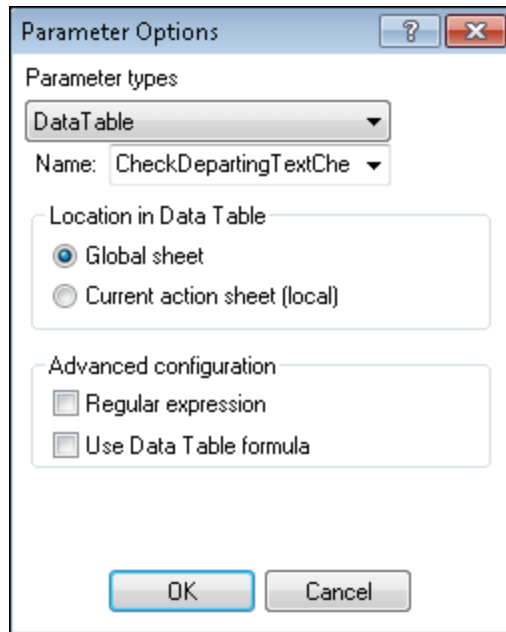 Parameter Options
?
Parameter types
DataTable
Name: CheckDepartingTextChe
Location in Data Table
Global sheet
Current action sheet (local)
Advanced configuration
Regular expression
Use Data Table formula
OK Cancel